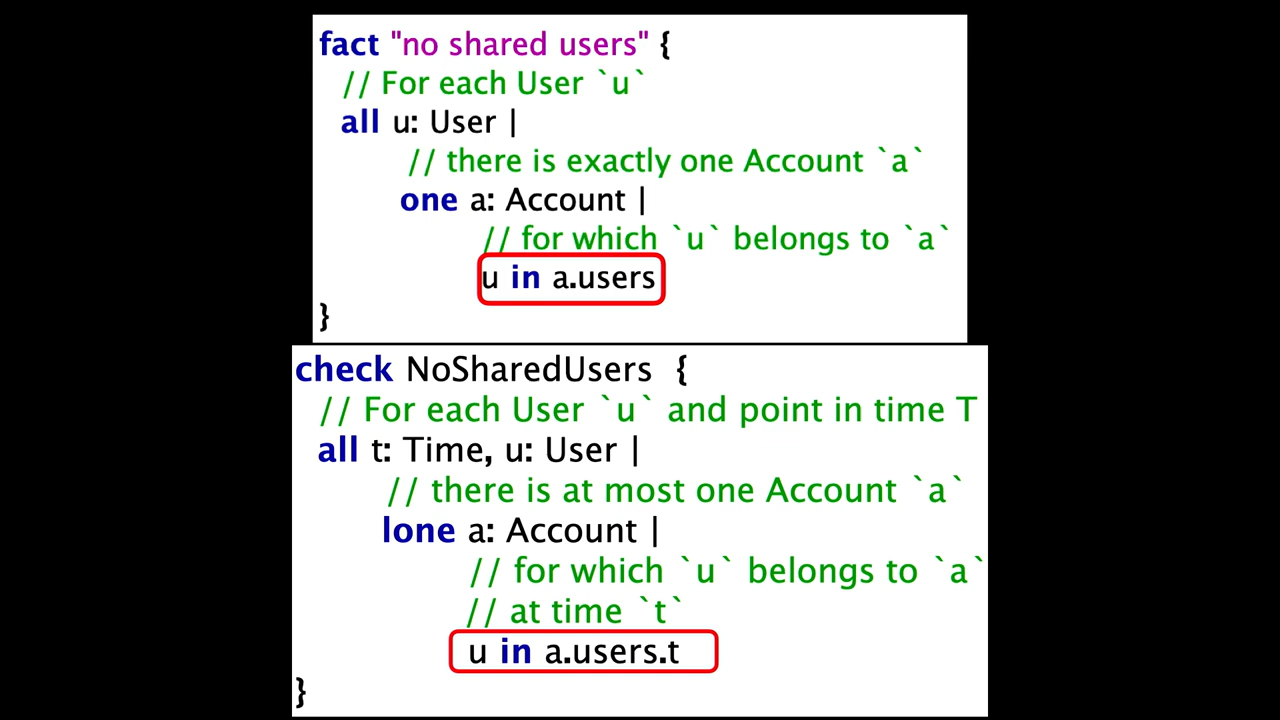 fact "no shared users" {
// For each User `u`
all u: User |
// there is exactly one Account `a`
one a: Account |
// for which `u` belongs to `a`
u in a.users
}
check NoSharedUsers {
// For each User `u` and point in time T
all t: Time, u: User |
// there is at most one Account `a`
lone a: Account |
// for which `u` belongs to `a`
// at time `t`
u in a.users.t
}